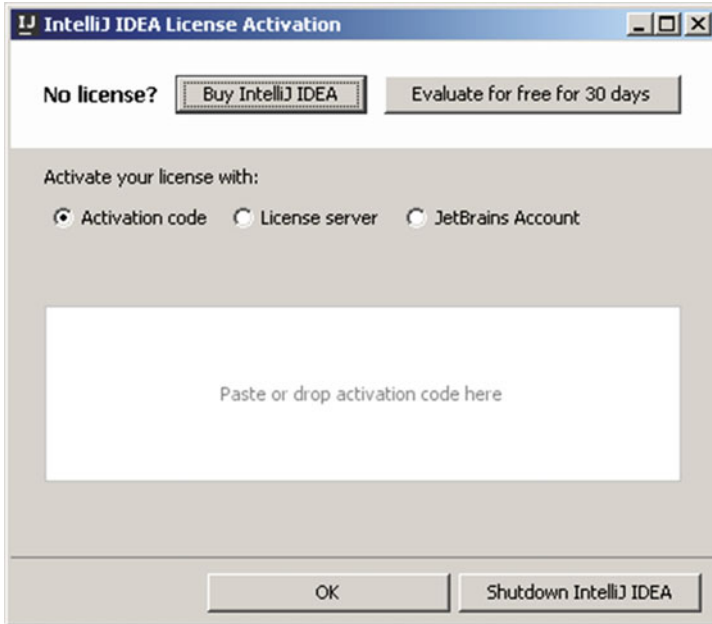 IJ IntelliJ IDEA License Activation
No license? Buy IntelliJ IDEA Evaluate for free for 30 days
Activate your license with:
Activation code License server JetBrains Account
Paste or drop activation code here
OK Shutdown IntelliJ IDEA